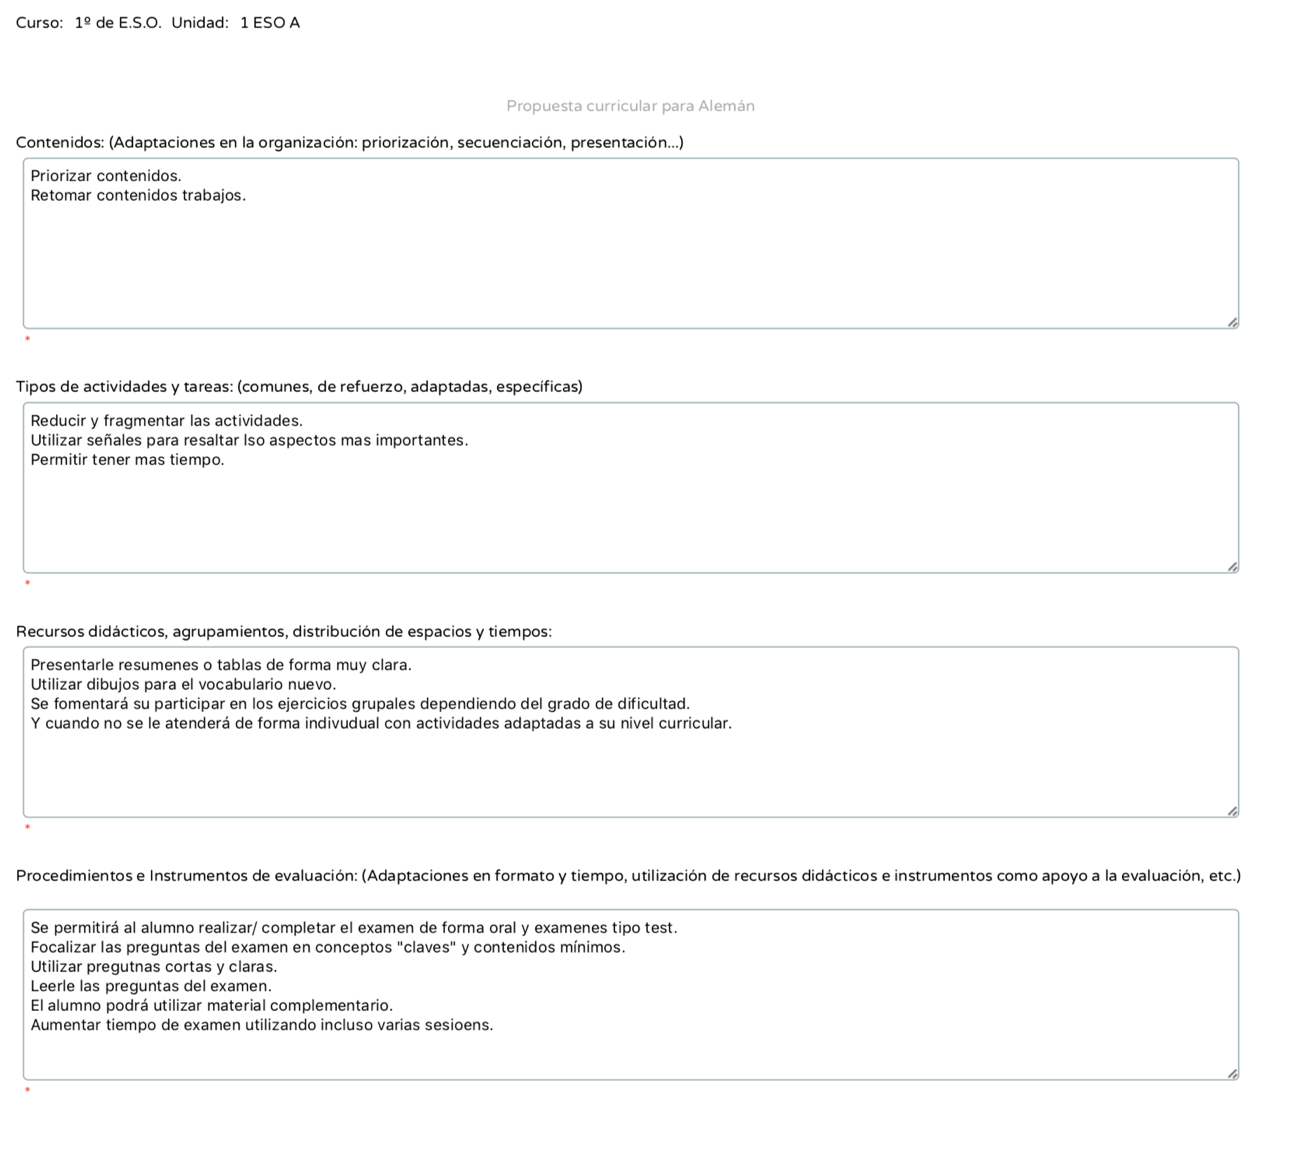 Curso: 1º de E.S.O. Unidad: 1 ESO A
Propuesta curricular para Alemán
Contenidos: (Adaptaciones en la organización: priorización, secuenciación, presentación...)
Priorizar contenidos.
Retomar contenidos trabajos.
*
Tipos de actividades y tareas: (comunes, de refuerzo, adaptadas, específicas)
Reducir y fragmentar las actividades.
Utilizar señales para resaltar lso aspectos mas importantes.
Permitir tener mas tiempo.
*
Recursos didácticos, agrupamientos, distribución de espacios y tiempos:
Presentarle resumenes o tablas de forma muy clara.
Utilizar dibujos para el vocabulario nuevo.
Se fomentará su participar en los ejercicios grupales dependiendo del grado de dificultad.
Y cuando no se le atenderá de forma indivudual con actividades adaptadas a su nivel curricular.
*
Procedimientos e Instrumentos de evaluación: (Adaptaciones en formato y tiempo, utilización de recursos didácticos e instrumentos como apoyo a la evaluación, etc.)
Se permitirá al alumno realizar/ completar el examen de forma oral y examenes tipo test.
Focalizar las preguntas del examen en conceptos "claves" y contenidos mínimos.
Utilizar pregutnas cortas y claras.
Leerle las preguntas del examen.
El alumno podrá utilizar material complementario.
Aumentar tiempo de examen utilizando incluso varias sesioens.
*